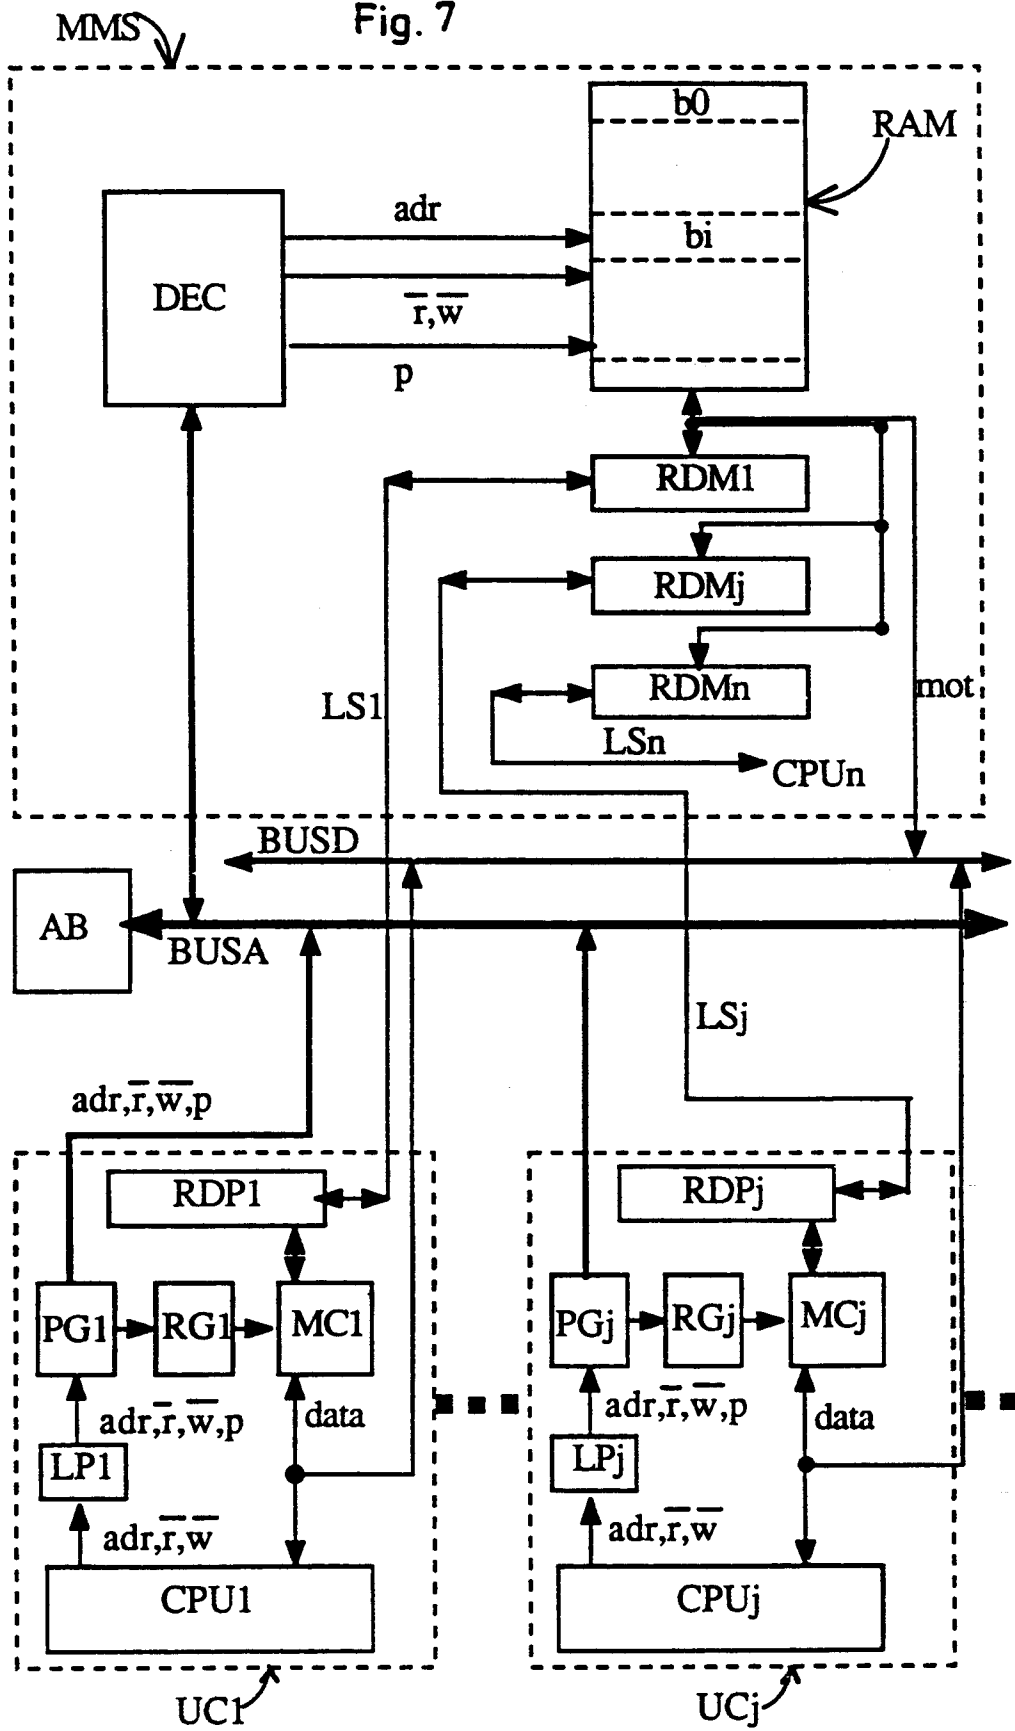 Fig. 7
MMS
b0
RAM
adr
bi
DEC
r̅,w̅
p
RDM1
RDMj
RDMn
LS1
mot
LSn
CPUn
BUSD
AB
BUSA
LSj
adr,r̅,w̅,p
RDP1
RDPj
PG1
RG1
MC1
PGj
RGj
MCj
adr,r̅,w̅,p
data
adr,r̅,w̅,p
data
LP1
LPj
adr,r̅,w̅
adr,r̅,w̅
CPU1
CPUj
UC1
UCj